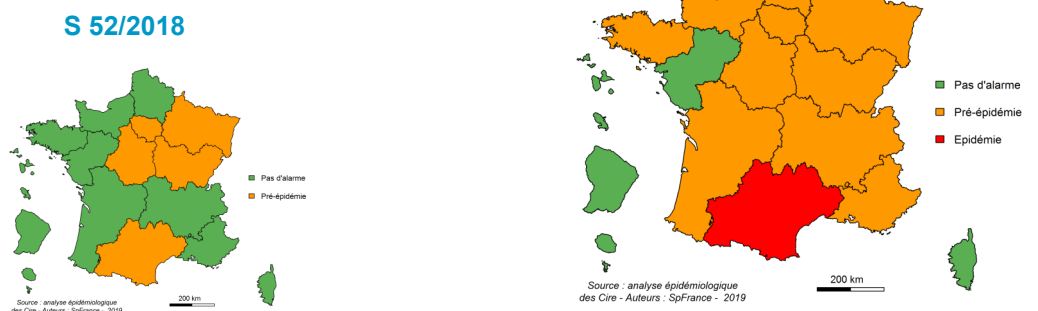 S 52/2018
Pas d'alarme
Pré-épidémie
200 km
Source : analyse épidémiologique
des Cire - Auteurs : SpFrance - 2019
Pas d'alarme
Pré-épidémie
Epidémie
200 km
Source : analyse épidémiologique
des Cire - Auteurs : SpFrance - 2019